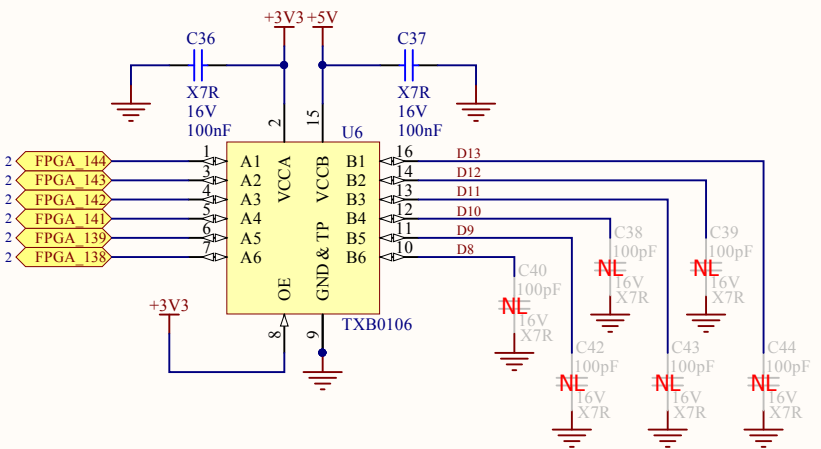 +3V3 +5V
C36
X7R
16V
100nF
C37
X7R
16V
100nF
2
15
U6
VCCA
VCCB
2 FPGA_144 1 A1
2 FPGA_143 3 A2
2 FPGA_142 4 A3
2 FPGA_141 5 A4
2 FPGA_139 6 A5
2 FPGA_138 7 A6
B1 16 D13
B2 14 D12
B3 13 D11
B4 12 D10
B5 11 D9
B6 10 D8
OE
GND & TP
8
9
TXB0106
+3V3
C38
100pF
NL
16V
X7R
C39
100pF
NL
16V
X7R
C40
100pF
NL
16V
X7R
C42
100pF
NL
16V
X7R
C43
100pF
NL
16V
X7R
C44
100pF
NL
16V
X7R